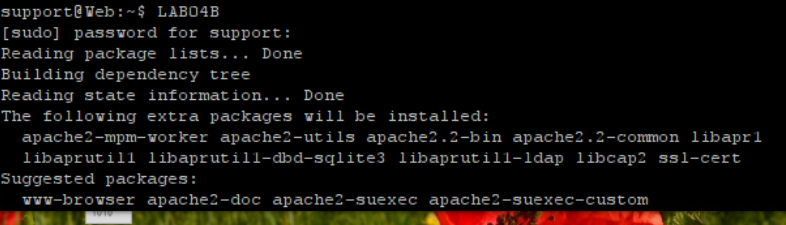 support@Web:~$ LABO4B
[sudo] password for support:
Reading package lists... Done
Building dependency tree
Reading state information... Done
The following extra packages will be installed:
  apache2-mpm-worker apache2-utils apache2.2-bin apache2.2-common libapr1
  libaprutil1 libaprutil1-dbd-sqlite3 libaprutil1-ldap libcap2 ssl-cert
Suggested packages:
  www-browser apache2-doc apache2-suexec apache2-suexec-custom
1010